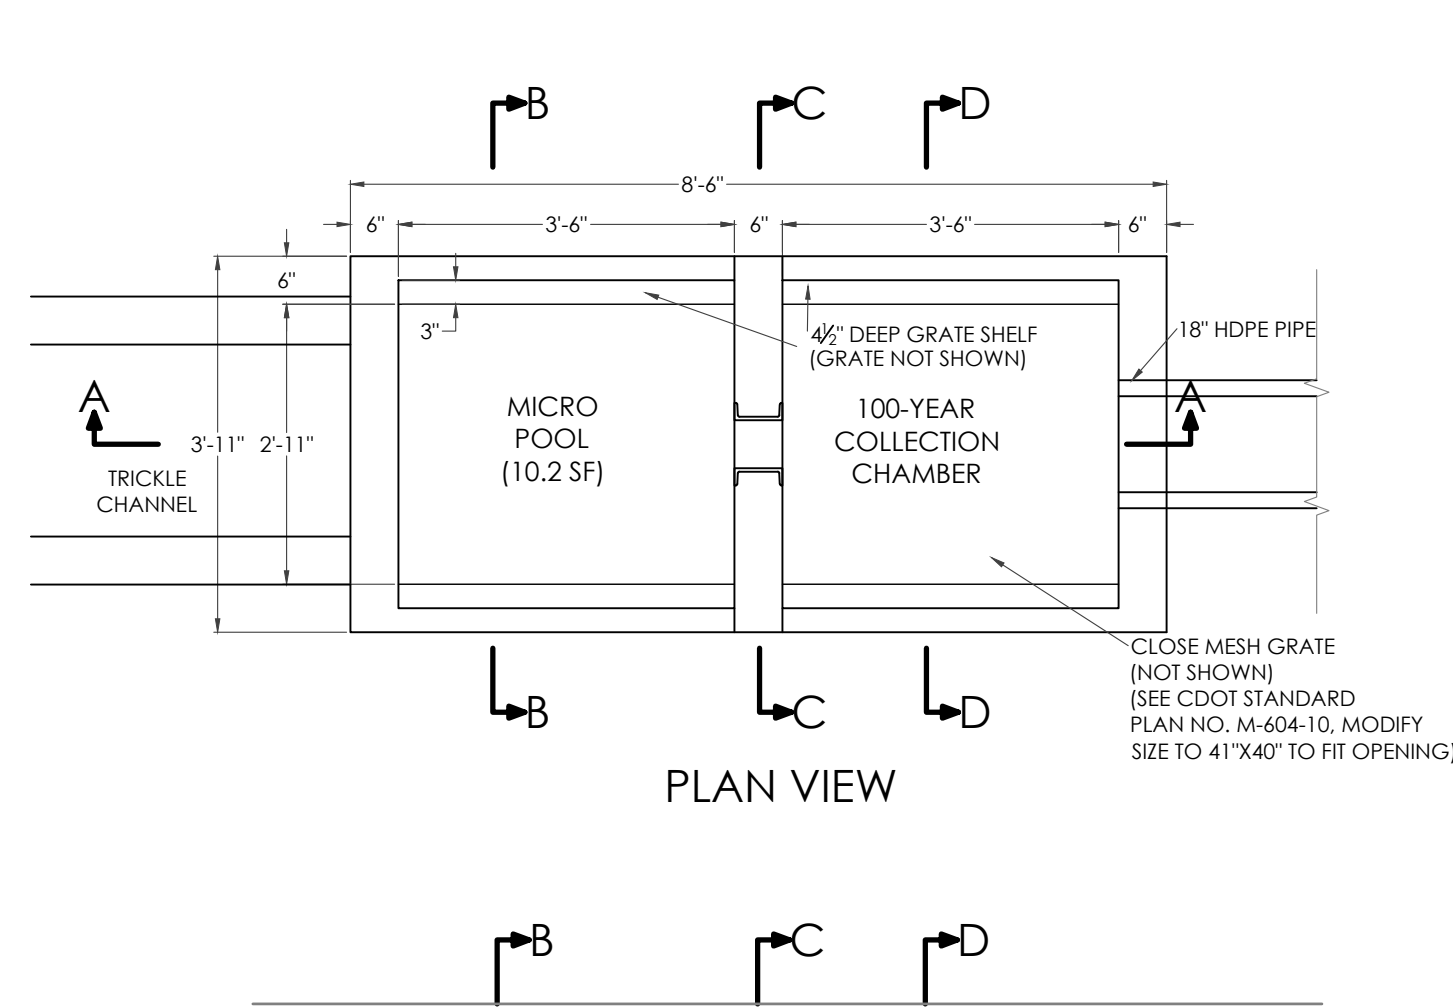 B C D
8'-6"
6" 3'-6" 6" 3'-6" 6"
6"
3"
4½" DEEP GRATE SHELF
(GRATE NOT SHOWN)
18" HDPE PIPE
A
3'-11" 2'-11"
TRICKLE
CHANNEL
MICRO
POOL
(10.2 SF)
100-YEAR
COLLECTION
CHAMBER
A
CLOSE MESH GRATE
(NOT SHOWN)
(SEE CDOT STANDARD
PLAN NO. M-604-10, MODIFY
SIZE TO 41"X40" TO FIT OPENING)
B C D
PLAN VIEW
B C D